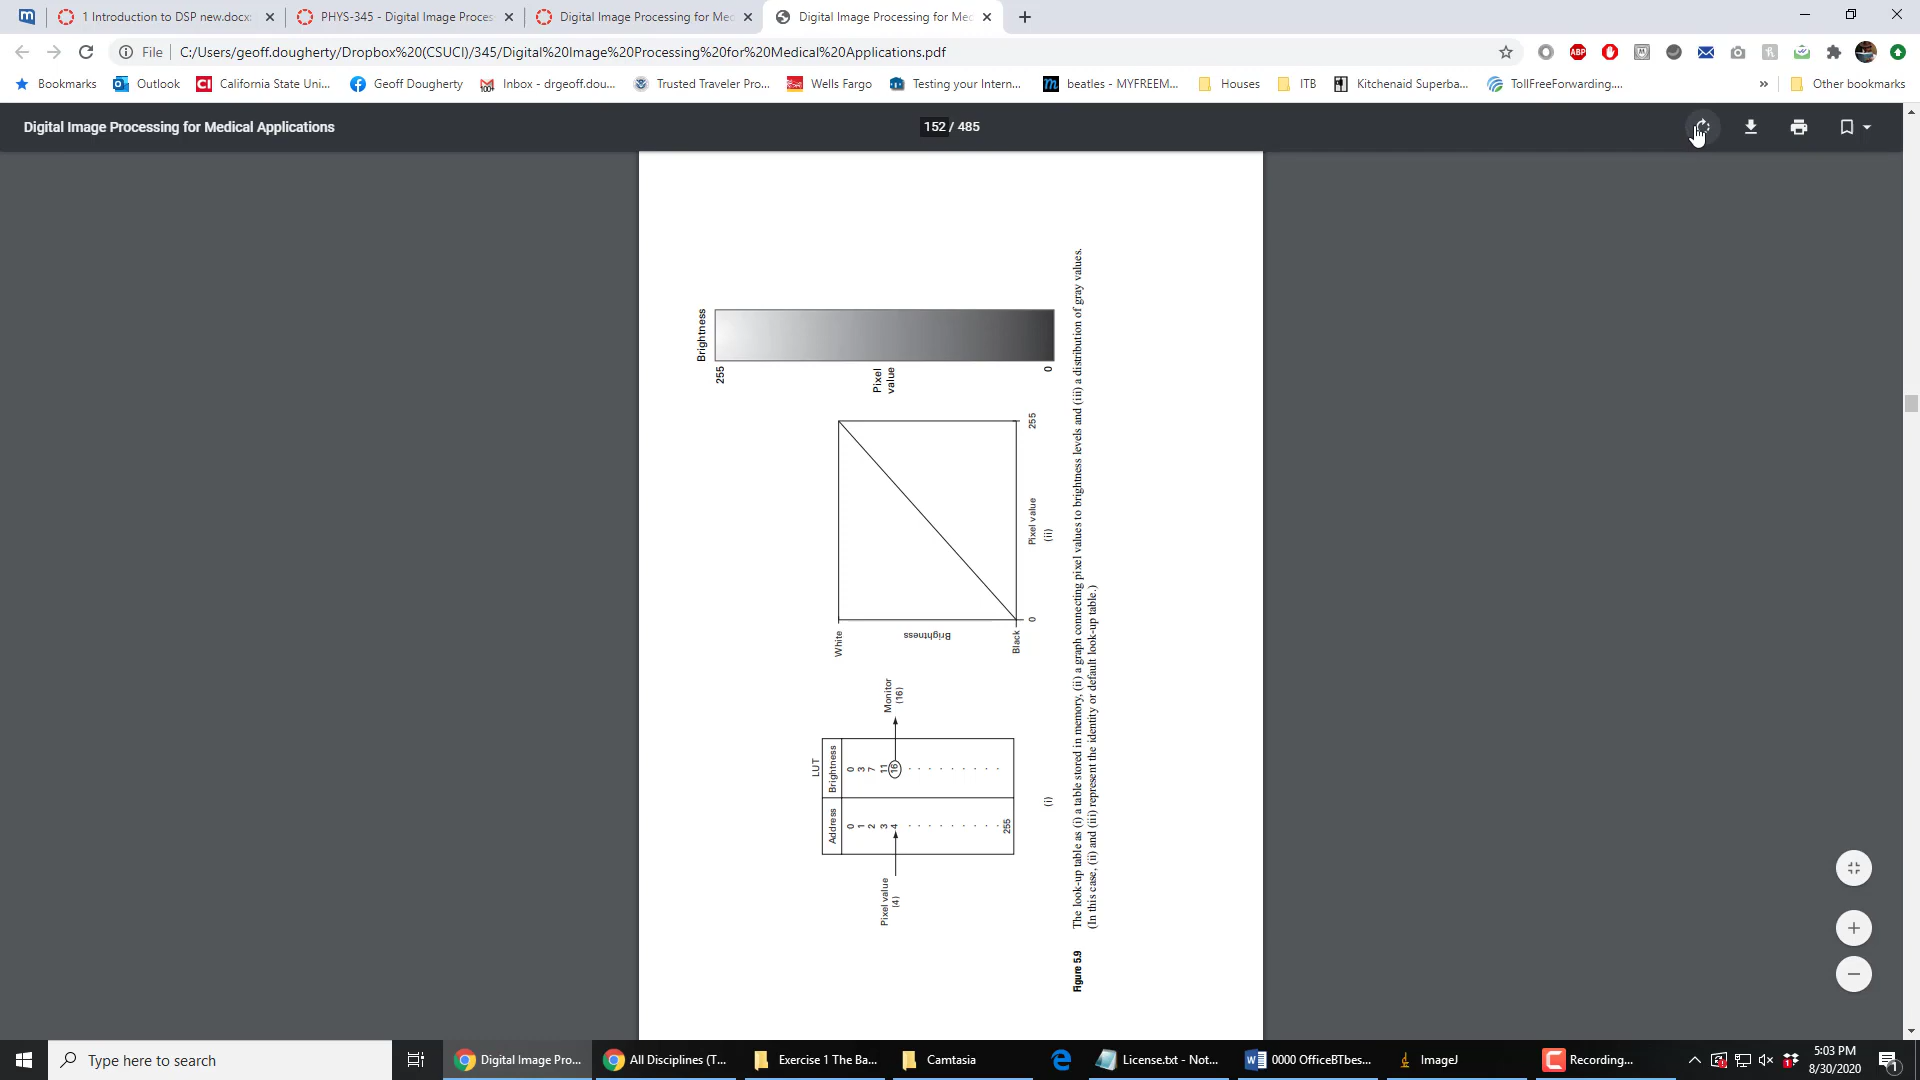 1 Introduction to DSP new.docx
PHYS-345 - Digital Image Proces
Digital Image Processing for Med
Digital Image Processing for Med
File
C:/Users/geoff.dougherty/Dropbox%20(CSUCI)/345/Digital%20Image%20Processing%20for%20Medical%20Applications.pdf
Bookmarks
Outlook
California State Uni...
Geoff Dougherty
Inbox - drgeoff.dou...
Trusted Traveler Pro...
Wells Fargo
Testing your Intern...
beatles - MYFREEM...
Houses
ITB
Kitchenaid Superba...
TollFreeForwarding....
»
Other bookmarks
Digital Image Processing for Medical Applications
152 / 485
Brightness
255
Pixel
value
0
White
Brightness
Black
0
255
Pixel value
(ii)
LUT
Address
Brightness
0
1
2
3
4
255
0
3
7
11
16
Pixel value
(4)
Monitor
(16)
(i)
Figure 5.9 The look-up table as (i) a table stored in memory, (ii) a graph connecting pixel values to brightness levels and (iii) a distribution of gray values.
(In this case, (ii) and (iii) represent the identity or default look-up table.)
Type here to search
Digital Image Pro...
All Disciplines (T...
Exercise 1 The Ba...
Camtasia
License.txt - Not...
0000 OfficeBTbes...
ImageJ
Recording...
5:03 PM
8/30/2020